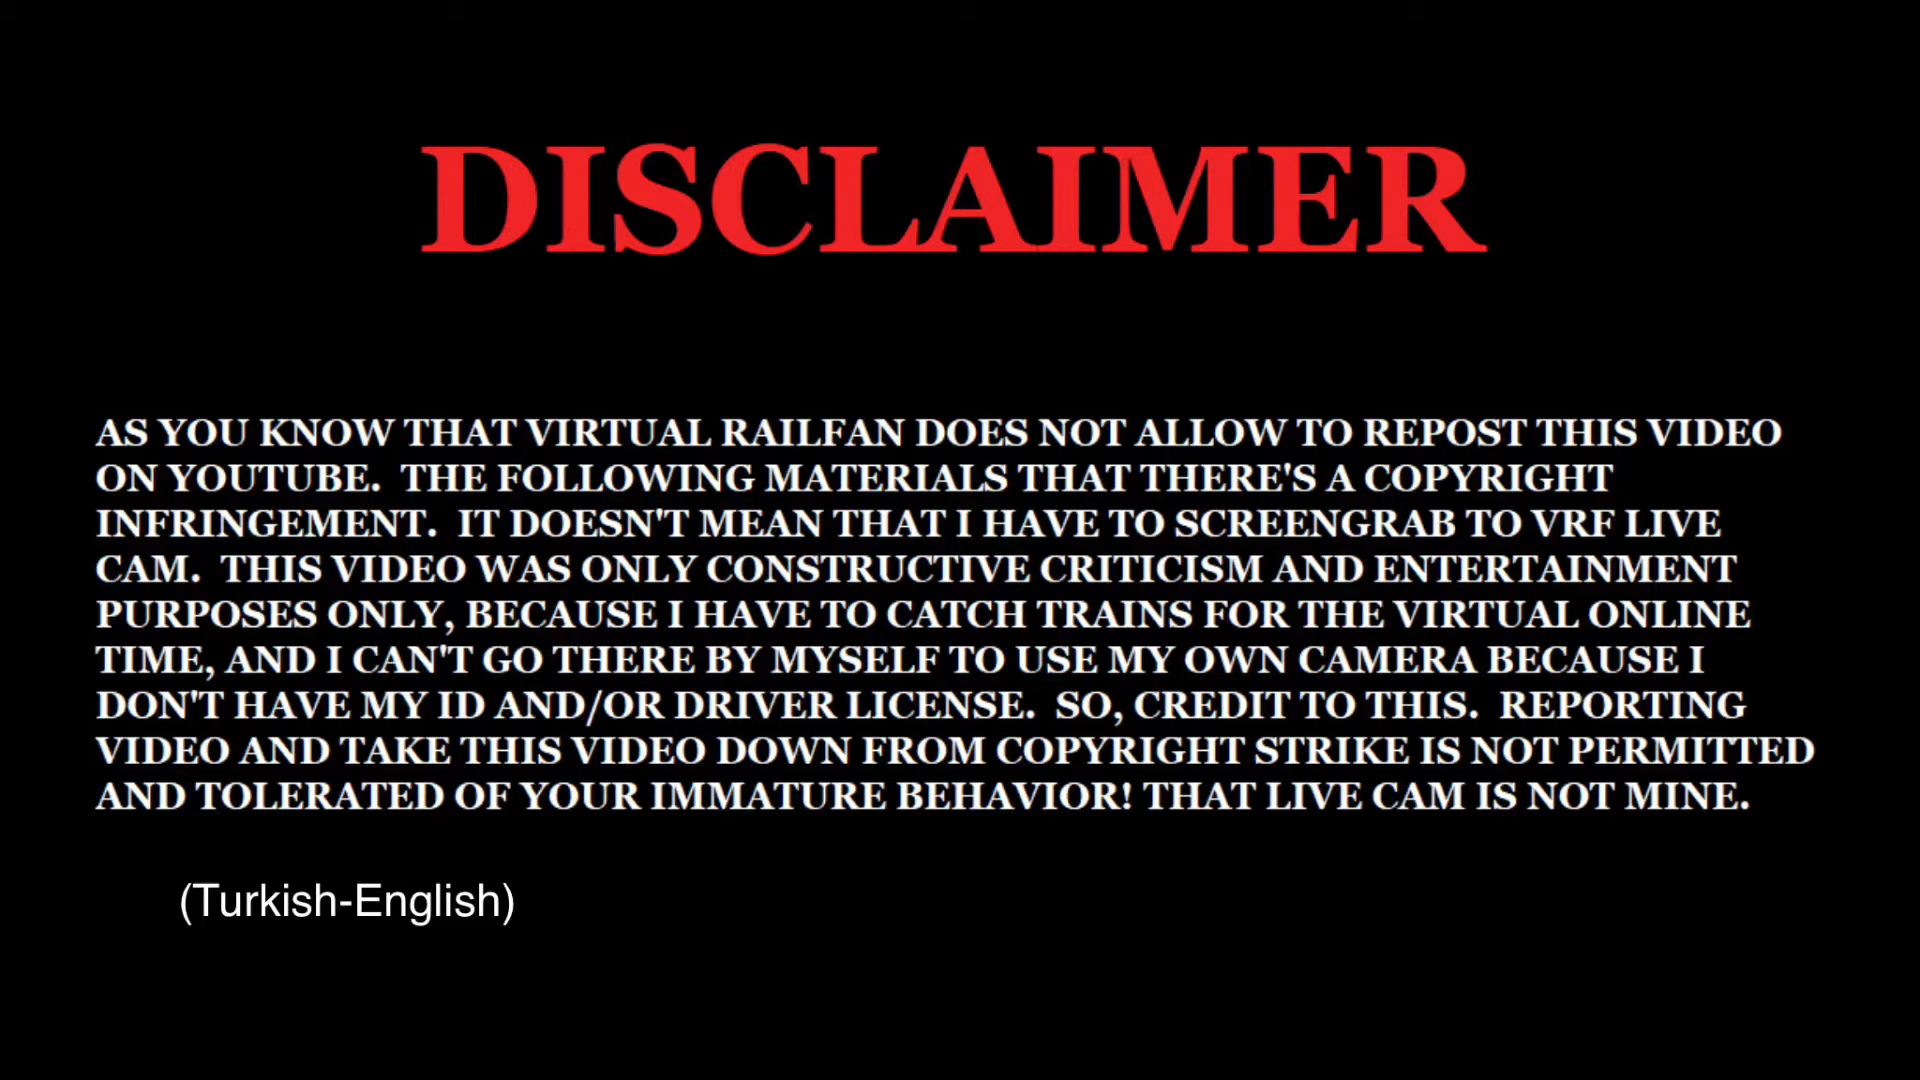 DISCLAIMER
AS YOU KNOW THAT VIRTUAL RAILFAN DOES NOT ALLOW TO REPOST THIS VIDEO
ON YOUTUBE.  THE FOLLOWING MATERIALS THAT THERE'S A COPYRIGHT
INFRINGEMENT.  IT DOESN'T MEAN THAT I HAVE TO SCREENGRAB TO VRF LIVE
CAM.  THIS VIDEO WAS ONLY CONSTRUCTIVE CRITICISM AND ENTERTAINMENT
PURPOSES ONLY, BECAUSE I HAVE TO CATCH TRAINS FOR THE VIRTUAL ONLINE
TIME, AND I CAN'T GO THERE BY MYSELF TO USE MY OWN CAMERA BECAUSE I
DON'T HAVE MY ID AND/OR DRIVER LICENSE.  SO, CREDIT TO THIS.  REPORTING
VIDEO AND TAKE THIS VIDEO DOWN FROM COPYRIGHT STRIKE IS NOT PERMITTED
AND TOLERATED OF YOUR IMMATURE BEHAVIOR! THAT LIVE CAM IS NOT MINE.
(Turkish-English)